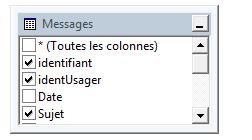 Messages
* (Toutes les colonnes)
identifiant
identUsager
Date
Sujet